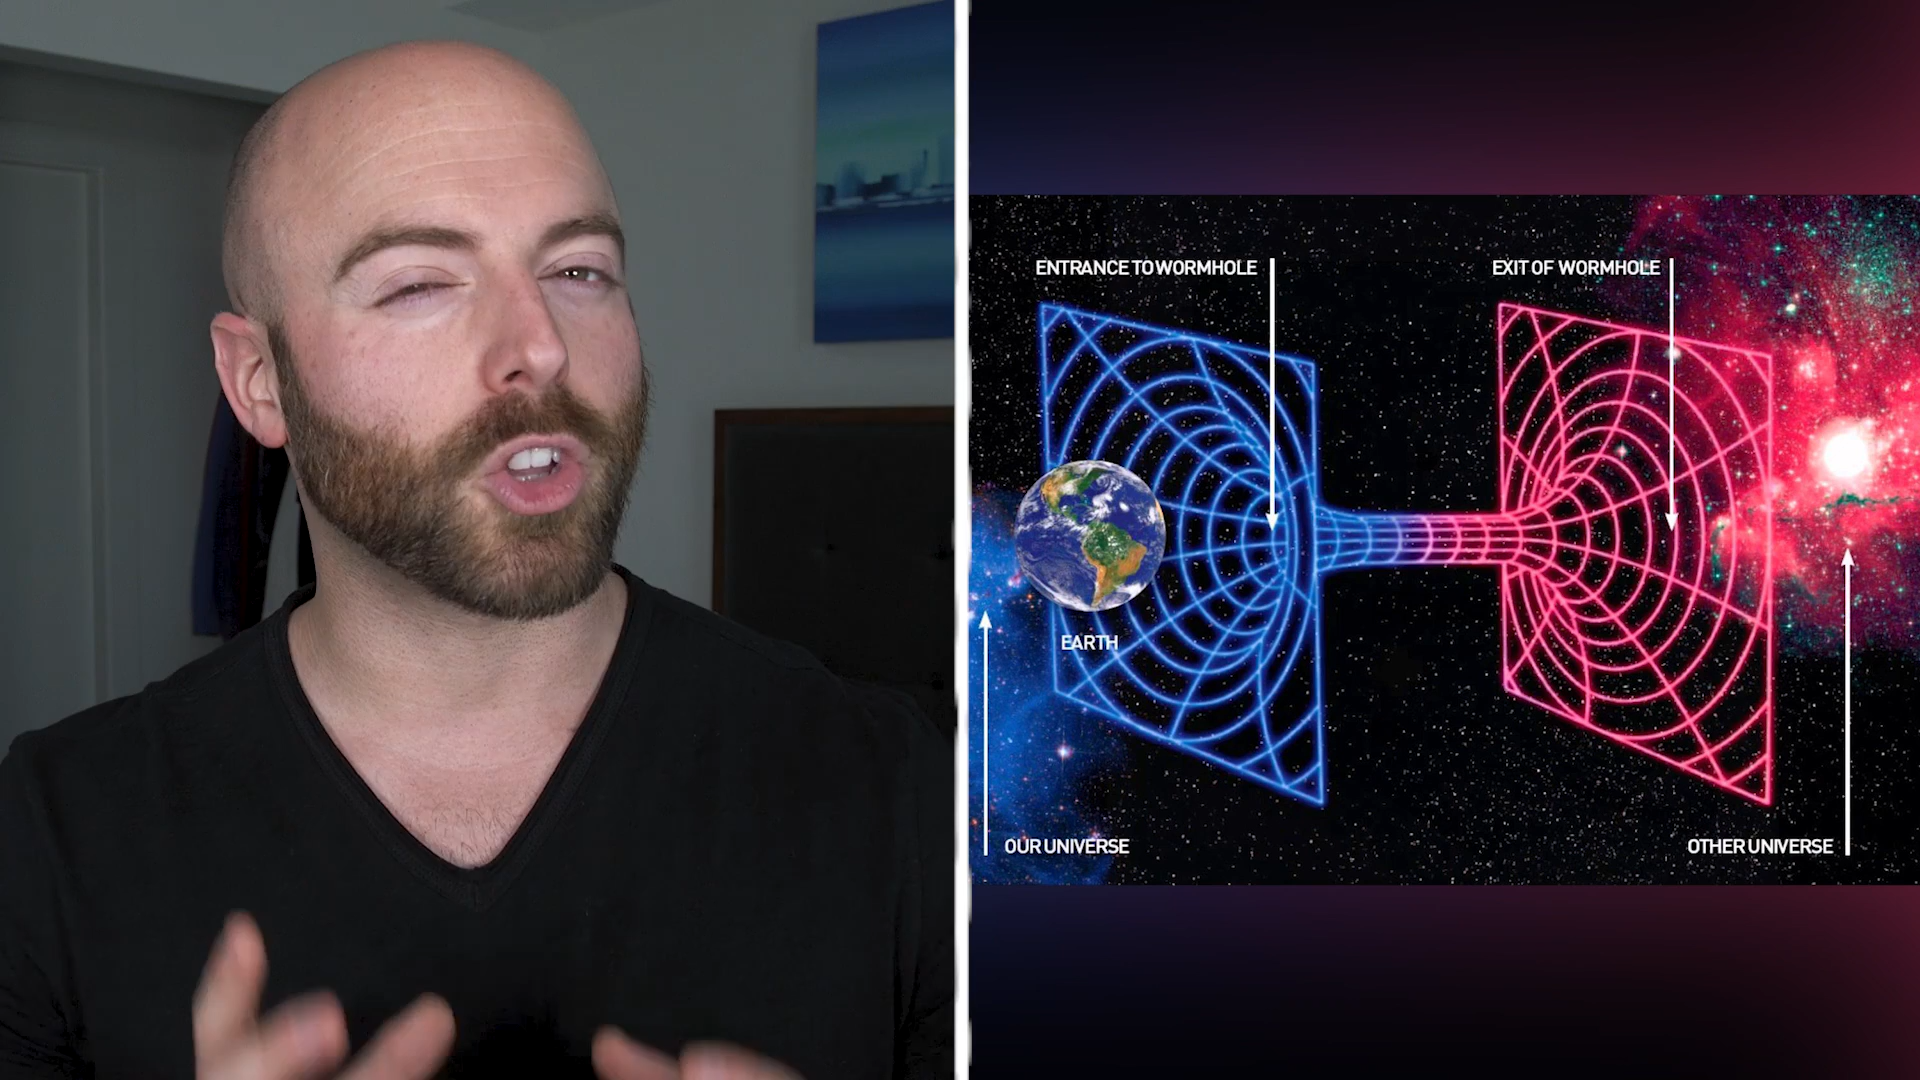 ENTRANCE TO WORMHOLE
EXIT OF WORMHOLE
EARTH
OUR UNIVERSE
OTHER UNIVERSE